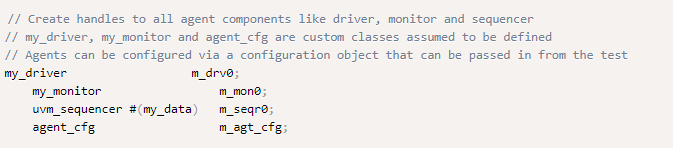 // Create handles to all agent components like driver, monitor and sequencer
// my_driver, my_monitor and agent_cfg are custom classes assumed to be defined
// Agents can be configured via a configuration object that can be passed in from the test
my_driver                  m_drv0;
    my_monitor                 m_mon0;
    uvm_sequencer #(my_data)   m_seqr0;
    agent_cfg                  m_agt_cfg;